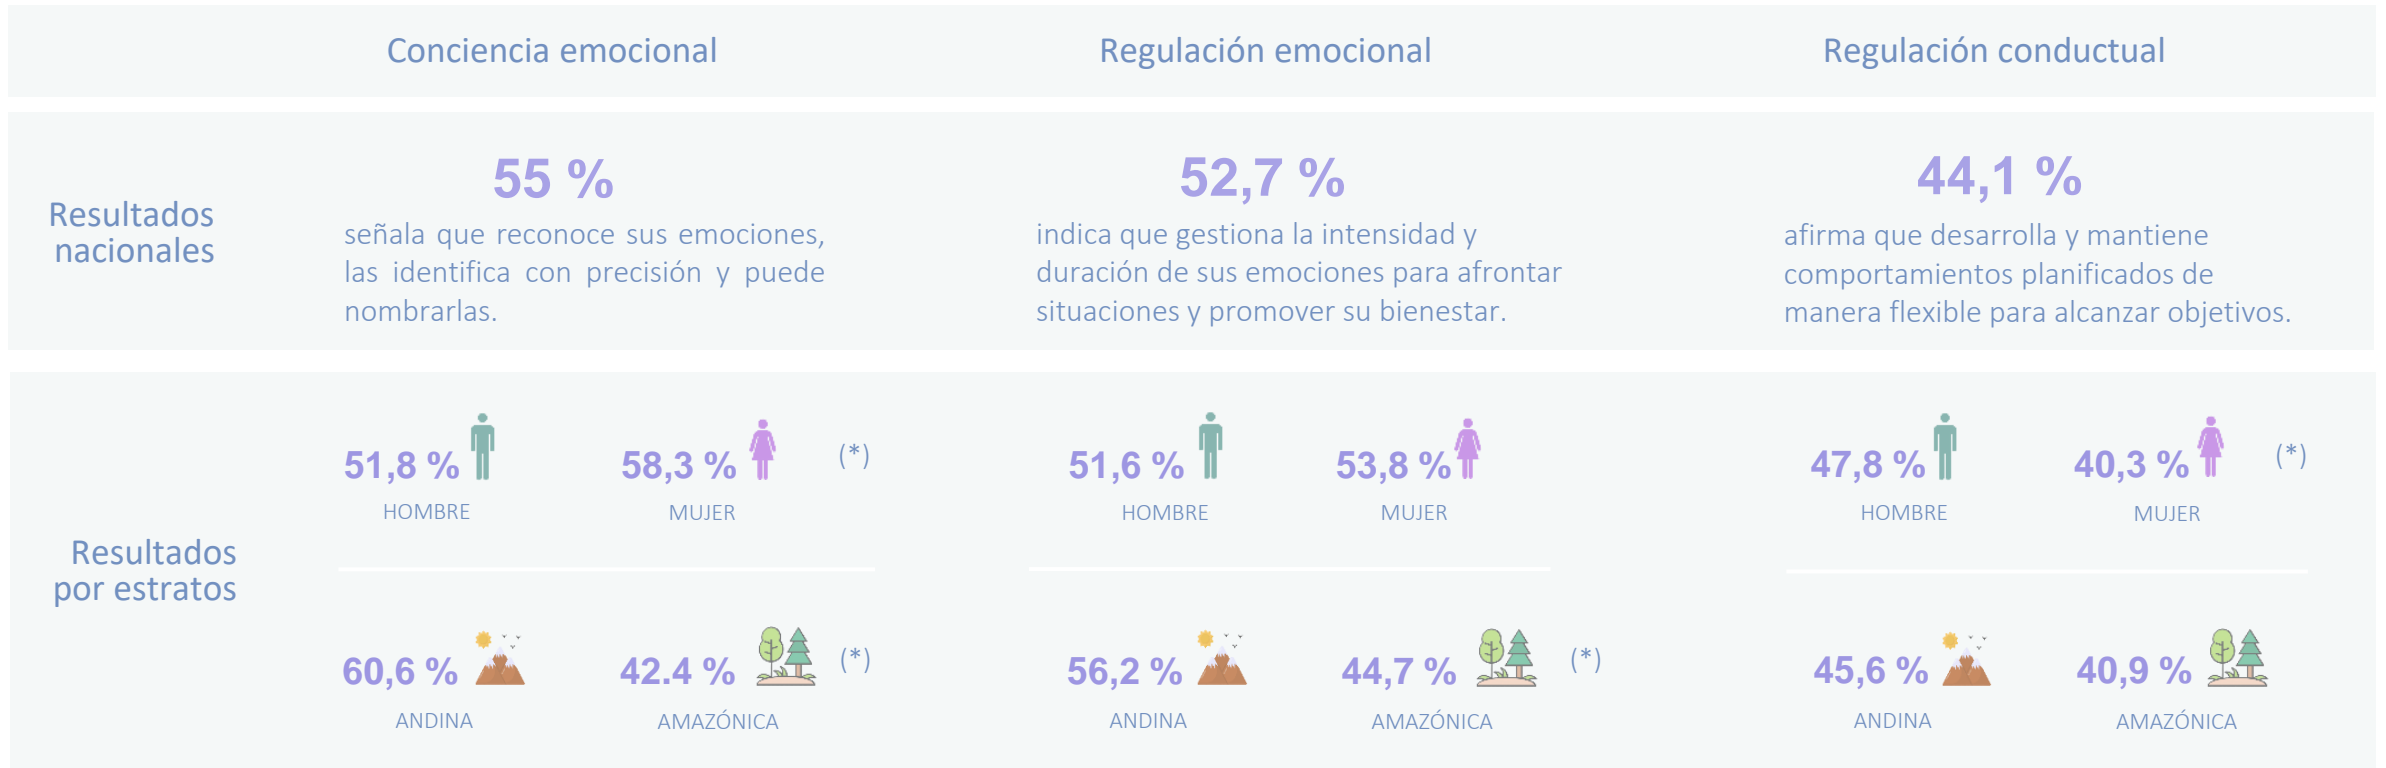 Conciencia emocional
Regulación emocional
Regulación conductual
Resultados
nacionales
55 %
señala que reconoce sus emociones,
las identifica con precisión y puede
nombrarlas.
52,7 %
indica que gestiona la intensidad y
duración de sus emociones para afrontar
situaciones y promover su bienestar.
44,1 %
afirma que desarrolla y mantiene
comportamientos planificados de
manera flexible para alcanzar objetivos.
Resultados
por estratos
51,8 %
HOMBRE
58,3 %
MUJER
(*)
51,6 %
HOMBRE
53,8 %
MUJER
47,8 %
HOMBRE
40,3 %
MUJER
(*)
60,6 %
ANDINA
42.4 %
AMAZÓNICA
(*)
56,2 %
ANDINA
44,7 %
AMAZÓNICA
(*)
45,6 %
ANDINA
40,9 %
AMAZÓNICA